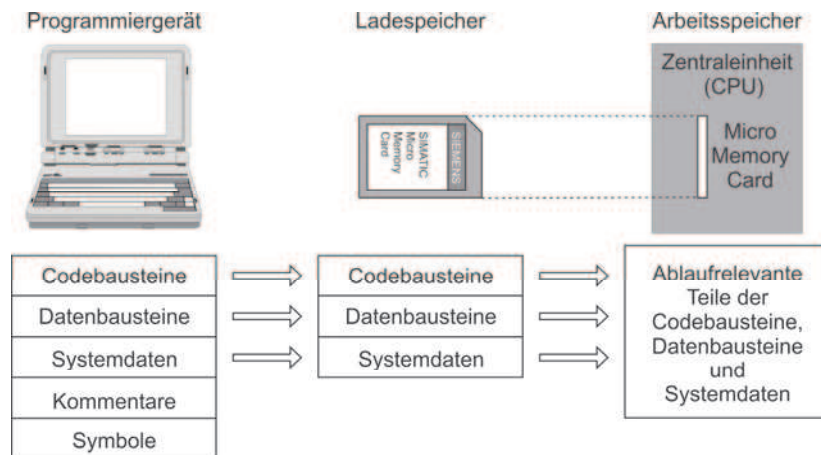 Programmiergerät
Ladespeicher
Arbeitsspeicher
Zentraleinheit
(CPU)
SIEMENS
SIMATIC
Micro
Memory
Card
Micro
Memory
Card
Codebausteine
Datenbausteine
Systemdaten
Kommentare
Symbole
Codebausteine
Datenbausteine
Systemdaten
Ablaufrelevante
Teile der
Codebausteine,
Datenbausteine
und
Systemdaten